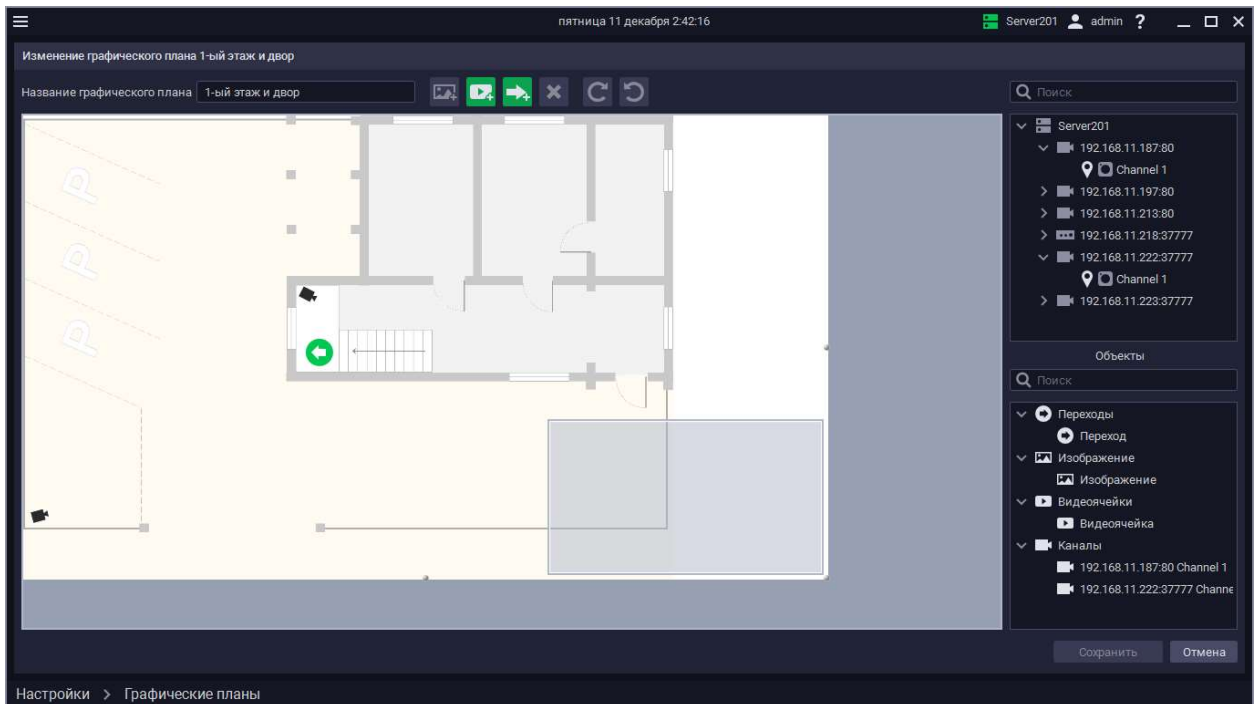 пятница 11 декабря 2:42:16
Server201 admin ?
Изменение графического плана 1-ый этаж и двор
Название графического плана 1-ый этаж и двор
Поиск
Server201
192.168.11.187:80
Channel 1
192.168.11.197:80
192.168.11.213:80
192.168.11.218:37777
192.168.11.222:37777
Channel 1
192.168.11.223:37777
P
P
P
Объекты
Поиск
Переходы
Переход
Изображение
Изображение
Видеоячейки
Видеоячейка
Каналы
192.168.11.187:80 Channel 1
192.168.11.222:37777 Channe
Сохранить Отмена
Настройки > Графические планы